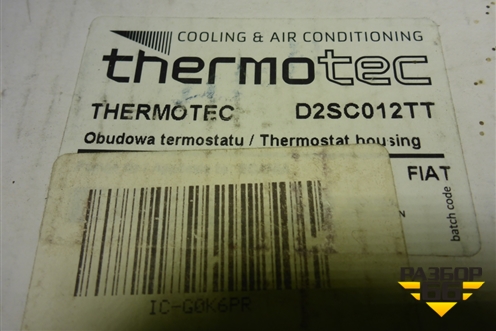 COOLING & AIR CONDITIONING
thermotec
THERMOTEC D2SC012TT
Obudowa termostatu / Thermostat housing
FIAT
batch code
IC-G0K6PR
РАЗБОР